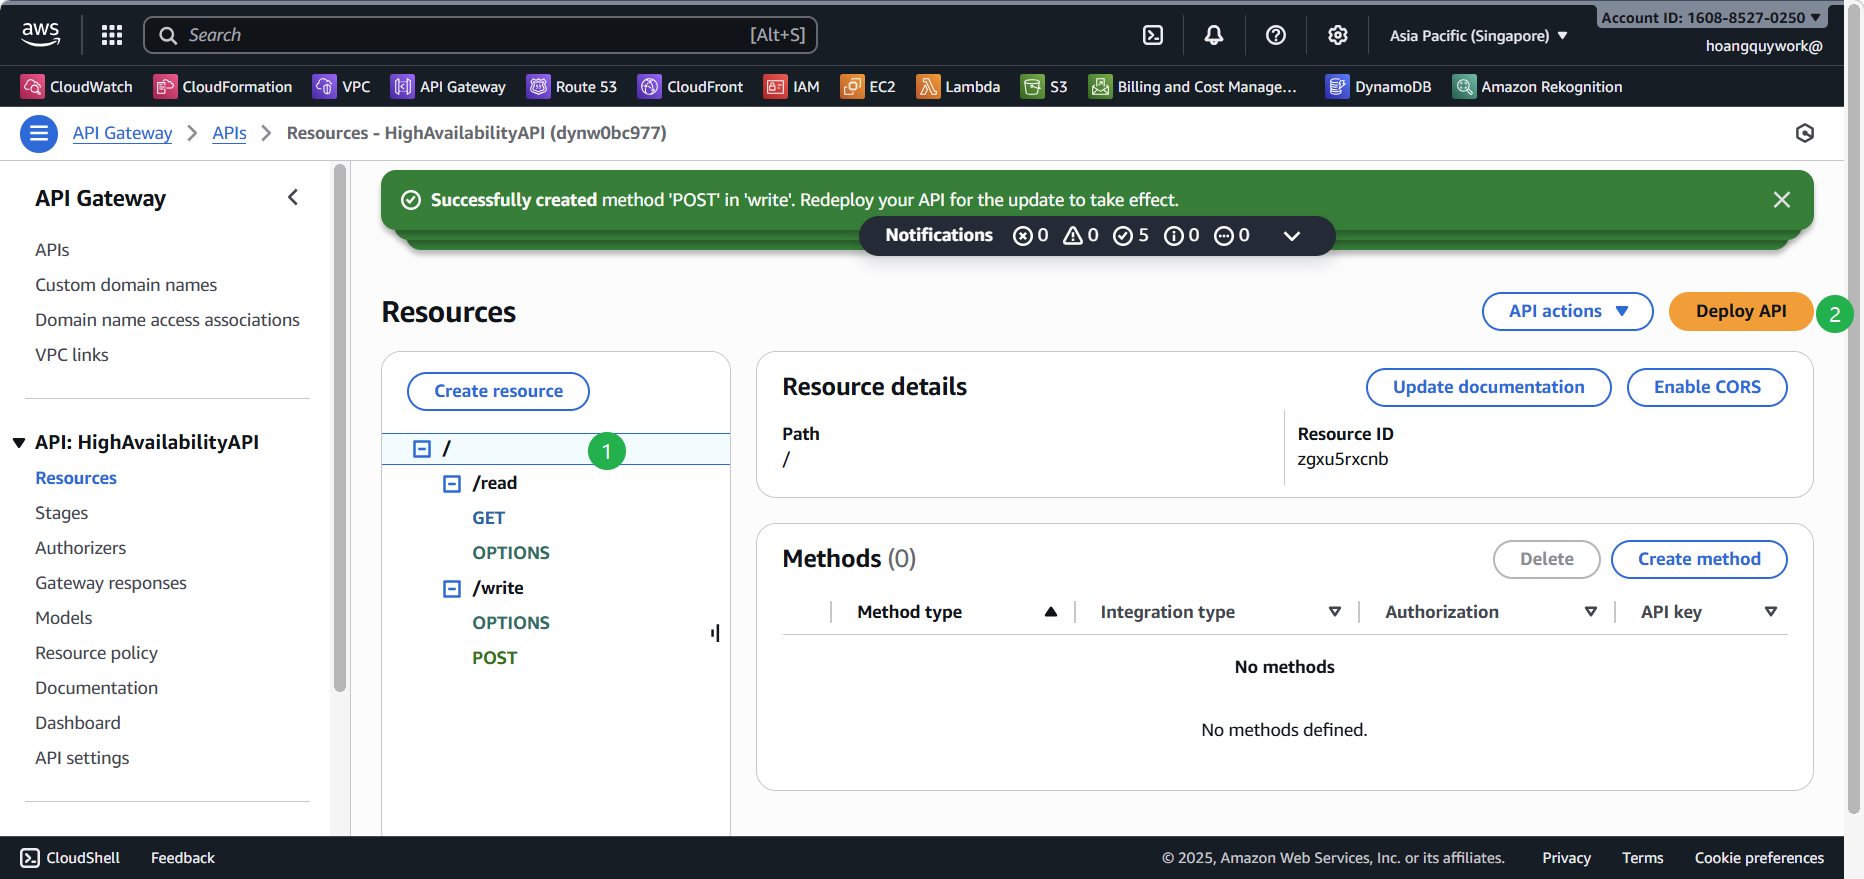 aws
Search
[Alt+S]
Asia Pacific (Singapore)
Account ID: 1608-8527-0250
hoangquywork@
CloudWatch
CloudFormation
VPC
API Gateway
Route 53
CloudFront
IAM
EC2
Lambda
S3
Billing and Cost Manage...
DynamoDB
Amazon Rekognition
API Gateway
APIs
Resources - HighAvailabilityAPI (dynw0bc977)
API Gateway
APIs
Custom domain names
Domain name access associations
VPC links
API: HighAvailabilityAPI
Resources
Stages
Authorizers
Gateway responses
Models
Resource policy
Documentation
Dashboard
API settings
Successfully created method 'POST' in 'write'. Redeploy your API for the update to take effect.
Notifications 0 0 5 0 0
Resources
API actions
Deploy API
2
Create resource
/
1
/read
GET
OPTIONS
/write
OPTIONS
POST
Resource details
Update documentation
Enable CORS
Path
/
Resource ID
zgxu5rxcnb
Methods (0)
Delete
Create method
Method type
Integration type
Authorization
API key
No methods
No methods defined.
CloudShell
Feedback
© 2025, Amazon Web Services, Inc. or its affiliates.
Privacy
Terms
Cookie preferences